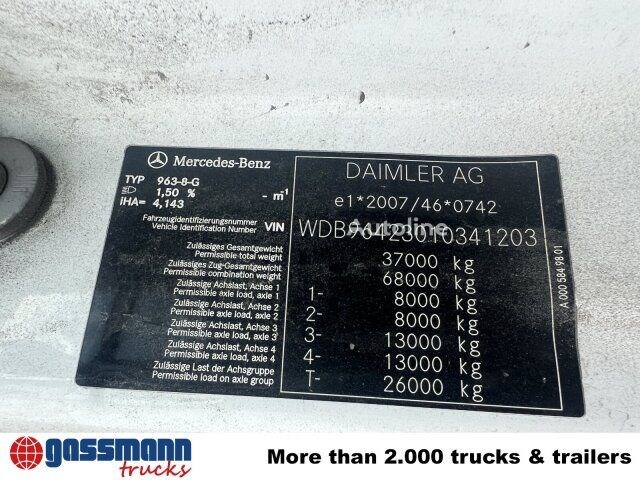 Mercedes-Benz
TYP 963-8-G
1,50 % - m⁻¹
iHA= 4,143
Fahrzeugidentifizierungsnummer
Vehicle Identification Number VIN
Zulässiges Gesamtgewicht
Permissible total weight
Zulässiges Zug-Gesamtgewicht
Permissible combination weight
Zulässige Achslast, Achse 1
Permissible axle load, axle 1
Zulässige Achslast, Achse 2
Permissible axle load, axle 2
Zulässige Achslast, Achse 3
Permissible axle load, axle 3
Zulässige Achslast, Achse 4
Permissible axle load, axle 4
Zulässige Last der Achsgruppe
Permissible load on axle group
DAIMLER AG
e1*2007/46*0742
Autoline
WDB96423010341203
37000 kg
68000 kg
1- 8000 kg
2- 8000 kg
3- 13000 kg
4- 13000 kg
T- 26000 kg
A 000 584 98 01
gassmann
trucks
More than 2.000 trucks & trailers